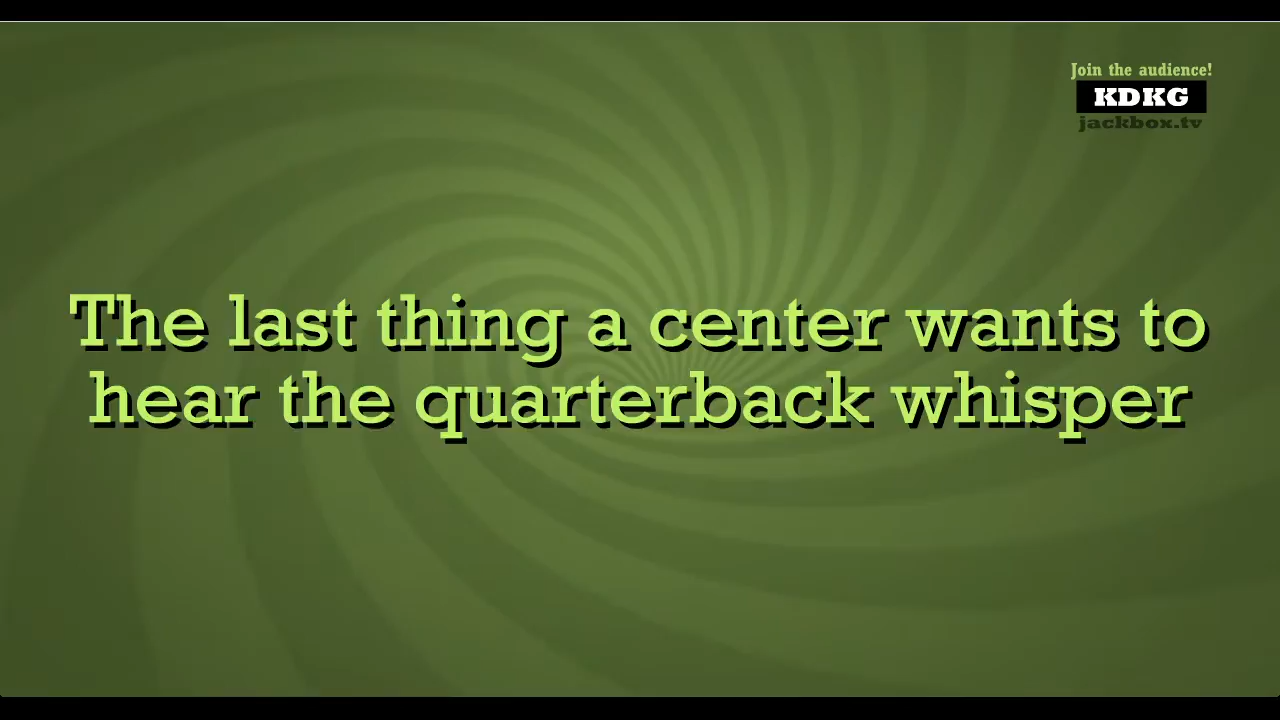 Join the audience!
KDKG
jackbox.tv
The last thing a center wants to
hear the quarterback whisper